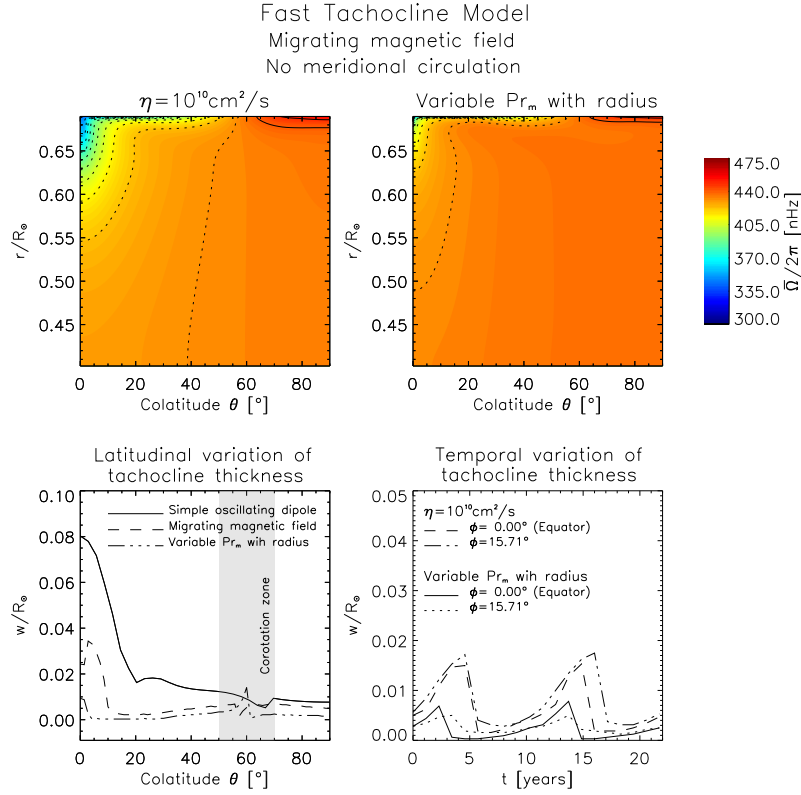 Fast Tachocline Model
Migrating magnetic field
No meridional circulation
η=10¹⁰cm²/s
Variable Prₘ with radius
r/R⊙
0.65
0.60
0.55
0.50
0.45
0 20 40 60 80
Colatitude θ [°]
r/R⊙
0.65
0.60
0.55
0.50
0.45
0 20 40 60 80
Colatitude θ [°]
475.0
440.0
405.0
370.0
335.0
300.0
Ω̅/2π [nHz]
Latitudinal variation of
tachocline thickness
w/R⊙
0.10
0.08
0.06
0.04
0.02
0.00
Simple oscillating dipole
Migrating magnetic field
Variable Prₘ wih radius
Corotation zone
0 20 40 60 80
Colatitude θ [°]
Temporal variation of
tachocline thickness
w/R⊙
0.05
0.04
0.03
0.02
0.01
0.00
η=10¹⁰cm²/s
ϕ= 0.00° (Equator)
ϕ=15.71°
Variable Prₘ wih radius
ϕ= 0.00° (Equator)
ϕ=15.71°
0 5 10 15 20
t [years]